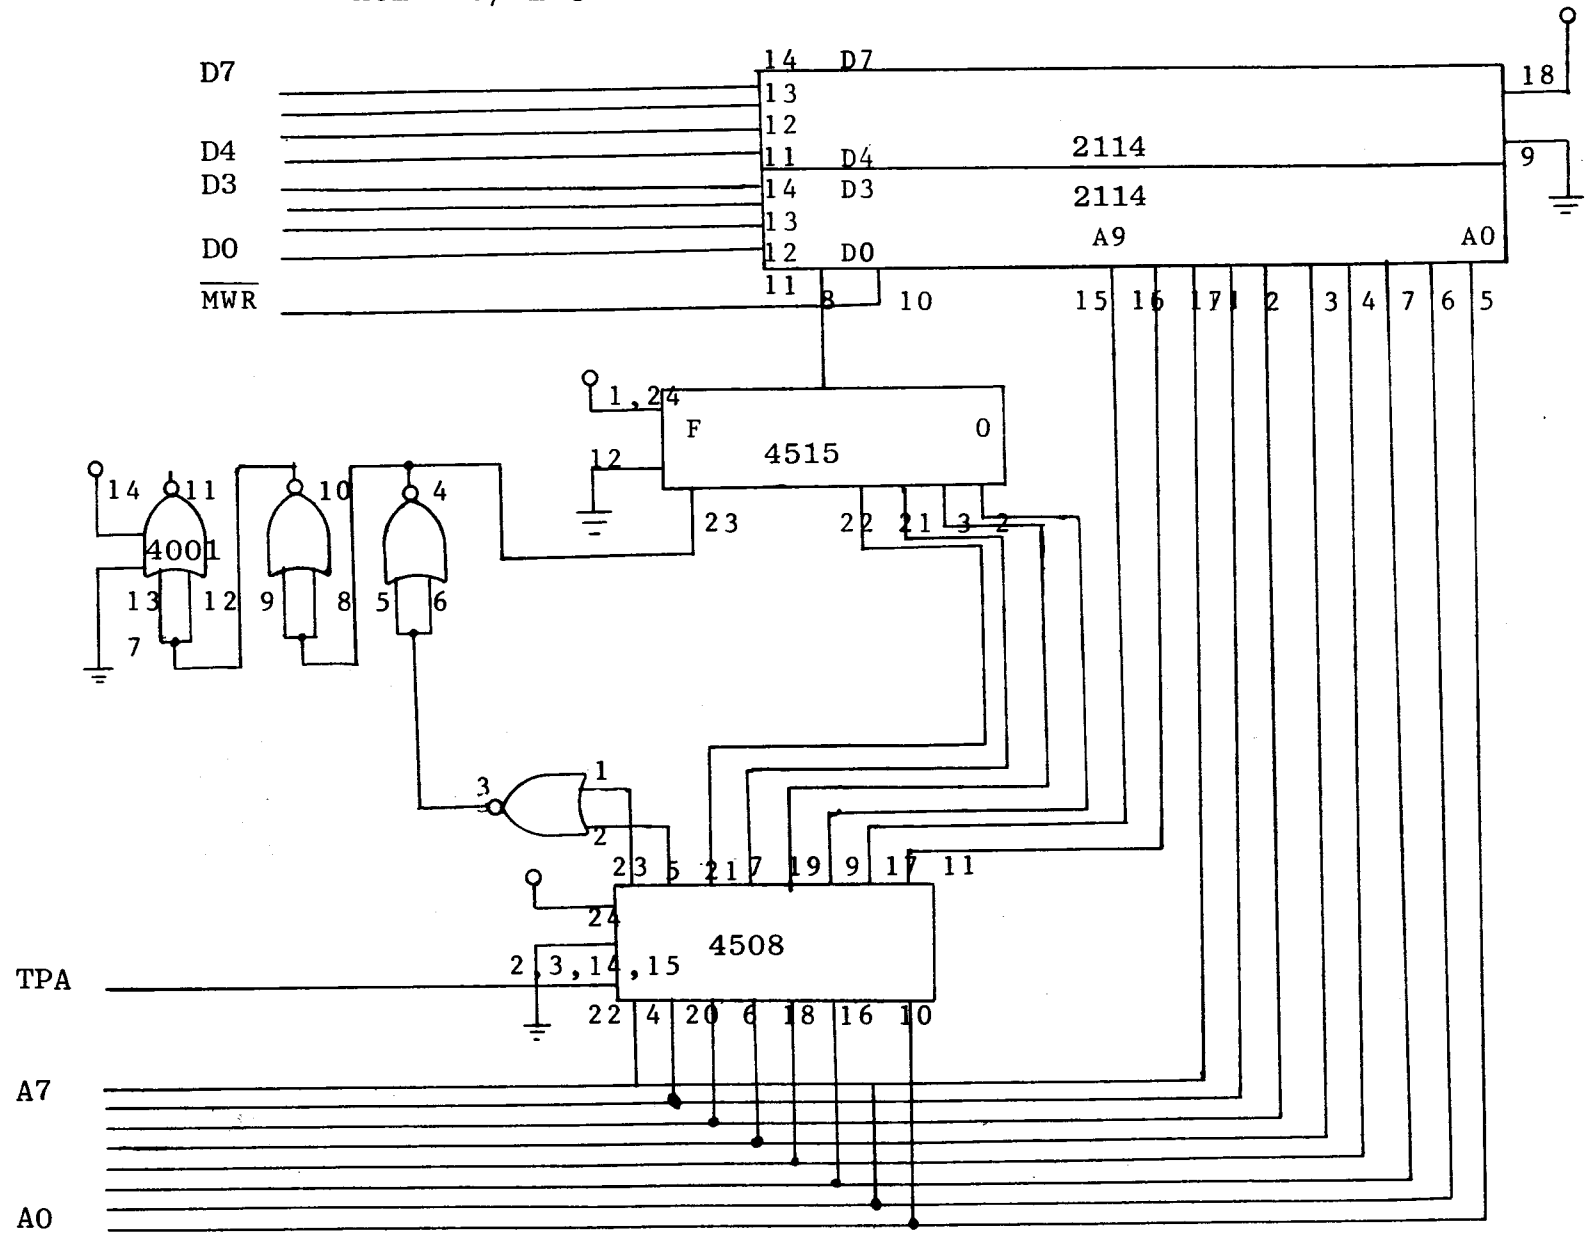 14 D7
D7
18
13
12
D4
11 D4
2114
9
D3
14 D3
2114
13
A9 A0
D0
12 D0
11
MWR
8 10 15 16 17 1 2 3 4 7 6 5
1,24
F 0
4515
12
14 11 10 4
23 22 21 3 2
4001
13 12 9 8 5 6
7
1
3
2
23 5 21 7 19 9 17 11
24
4508
2,3,14,15
TPA
22 4 20 6 18 16 10
A7
A0